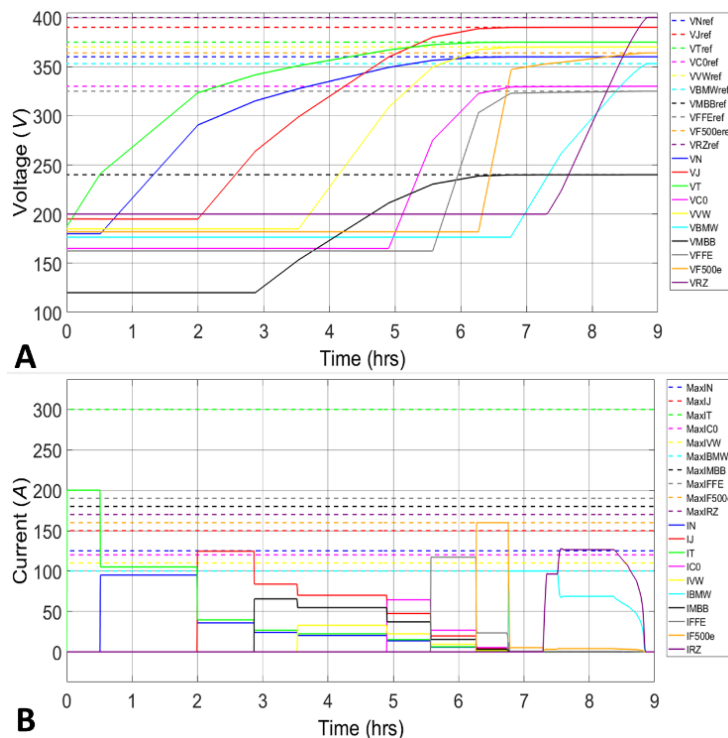 400
350
300
250
200
150
100
Voltage (V)
0
1
2
3
4
5
6
7
8
9
Time (hrs)
A
VNref
VJref
VTref
VC0ref
VVWref
VBMWref
VMBBref
VFFEref
VF500ere
VRZref
VN
VJ
VT
VC0
VVW
VBMW
VMBB
VFFE
VF500e
VRZ
300
250
200
150
100
50
0
Current (A)
0
1
2
3
4
5
6
7
8
9
Time (hrs)
B
MaxIN
MaxIJ
MaxIT
MaxIC0
MaxIVW
MaxIBMW
MaxIMBB
MaxIFFE
MaxIF500
MaxIRZ
IN
IJ
IT
IC0
IVW
IBMW
IMBB
IFFE
IF500e
IRZ